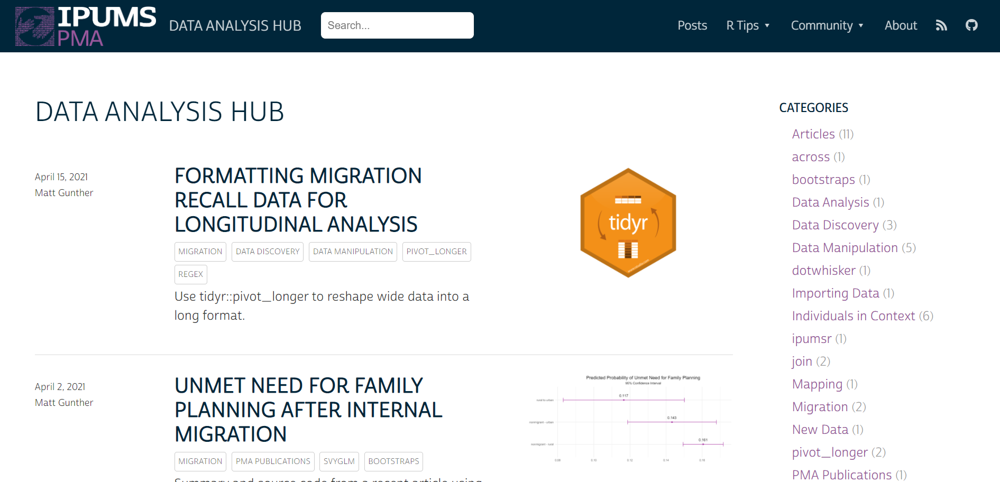 IPUMS
PMA
DATA ANALYSIS HUB
Search...
Posts
R Tips
Community
About
DATA ANALYSIS HUB
April 15, 2021
Matt Gunther
FORMATTING MIGRATION
RECALL DATA FOR
LONGITUDINAL ANALYSIS
MIGRATION
DATA DISCOVERY
DATA MANIPULATION
PIVOT_LONGER
REGEX
Use tidyr::pivot_longer to reshape wide data into a
long format.
tidyr
April 2, 2021
Matt Gunther
UNMET NEED FOR FAMILY
PLANNING AFTER INTERNAL
MIGRATION
MIGRATION
PMA PUBLICATIONS
SVYGLM
BOOTSTRAPS
Summary and source code from a recent article using
Predicted Probability of Unmet Need for Family Planning
95% Confidence Interval
rural to urban
0.117
nonmigrant - urban
0.143
nonmigrant - rural
0.161
0.08
0.10
0.12
0.14
0.16
CATEGORIES
Articles (11)
across (1)
bootstraps (1)
Data Analysis (1)
Data Discovery (3)
Data Manipulation (5)
dotwhisker (1)
Importing Data (1)
Individuals in Context (6)
ipumsr (1)
join (2)
Mapping (1)
Migration (2)
New Data (1)
pivot_longer (2)
PMA Publications (1)